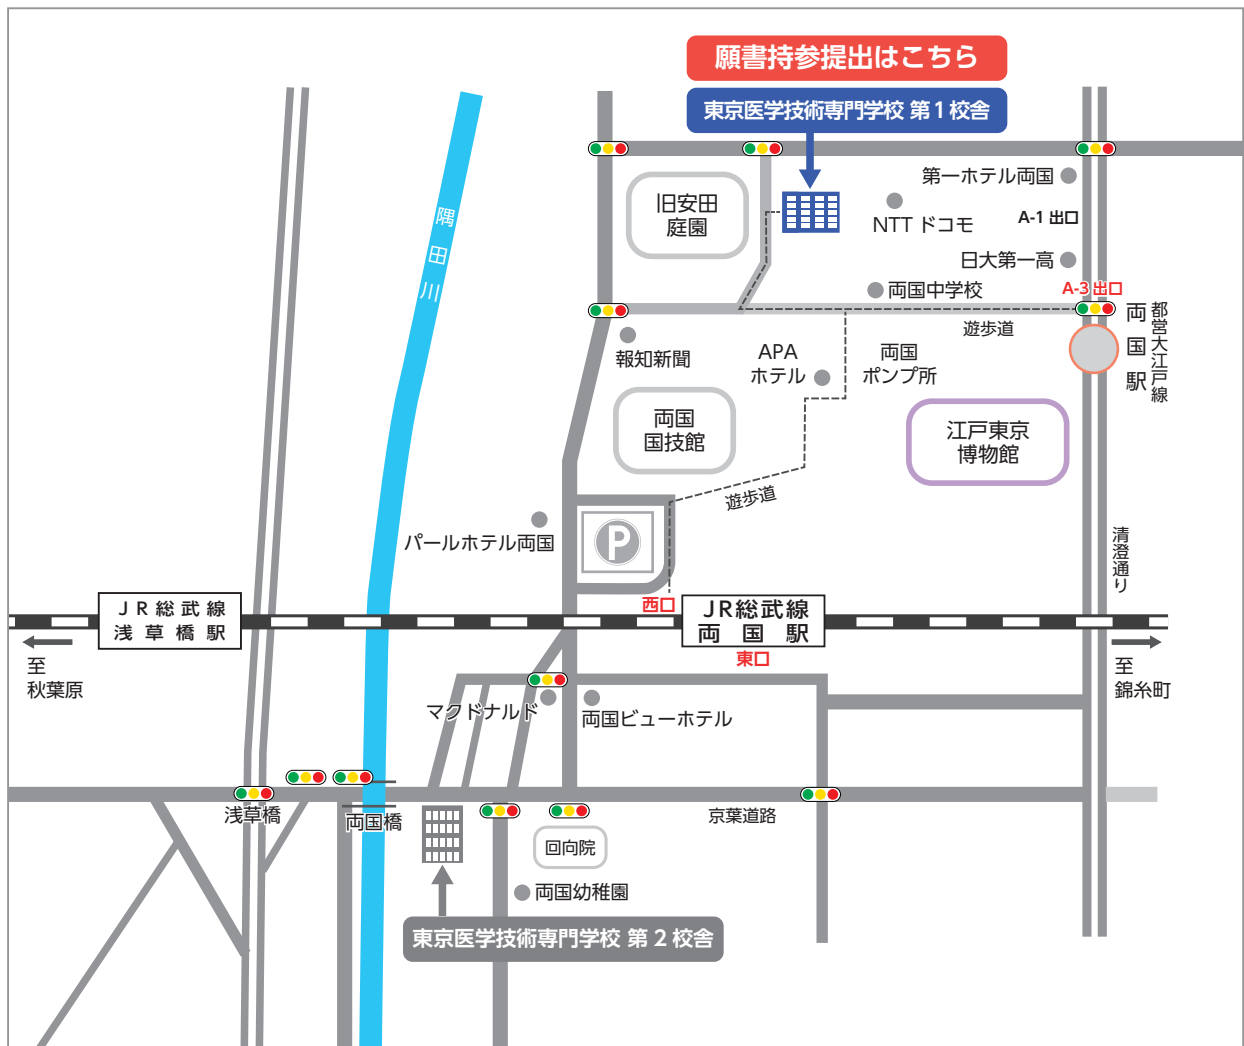 願書持参提出はこちら
東京医学技術専門学校 第1校舎
第一ホテル両国
旧安田
庭園
NTT ドコモ
A-1 出口
隅田川
日大第一高
両国中学校
A-3 出口
遊歩道
両国駅
都営大江戸線
報知新聞
APA
ホテル
両国
ポンプ所
両国
国技館
江戸東京
博物館
遊歩道
P
パールホテル両国
清澄通り
西口
JR総武線
浅草橋駅
JR総武線
両国駅
東口
至
秋葉原
至
錦糸町
マクドナルド
両国ビューホテル
浅草橋
両国橋
京葉道路
回向院
両国幼稚園
東京医学技術専門学校 第2校舎